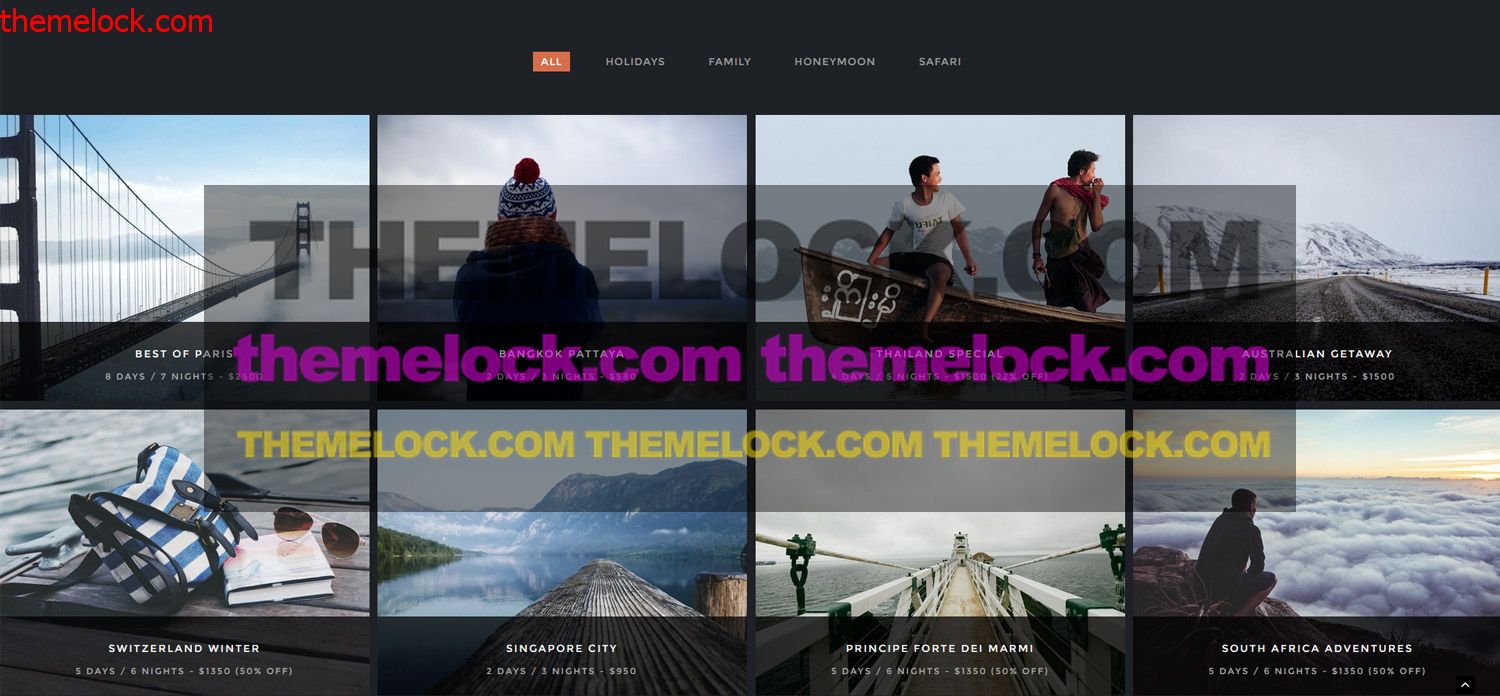 themelock.com
ALL HOLIDAYS FAMILY HONEYMOON SAFARI
THEMELOCK.COM
BEST OF PARIS BANGKOK PATTAYA THAILAND SPECIAL AUSTRALIAN GETAWAY
themelock.com themelock.com
8 DAYS / 7 NIGHTS - $2500 2 DAYS / 3 NIGHTS - $580 4 DAYS / 5 NIGHTS - $1500 (22% OFF) 2 DAYS / 3 NIGHTS - $1500
THEMELOCK.COM THEMELOCK.COM THEMELOCK.COM
SWITZERLAND WINTER SINGAPORE CITY PRINCIPE FORTE DEI MARMI SOUTH AFRICA ADVENTURES
5 DAYS / 6 NIGHTS - $1350 (50% OFF) 2 DAYS / 3 NIGHTS - $950 5 DAYS / 6 NIGHTS - $1350 (50% OFF) 5 DAYS / 6 NIGHTS - $1350 (50% OFF)